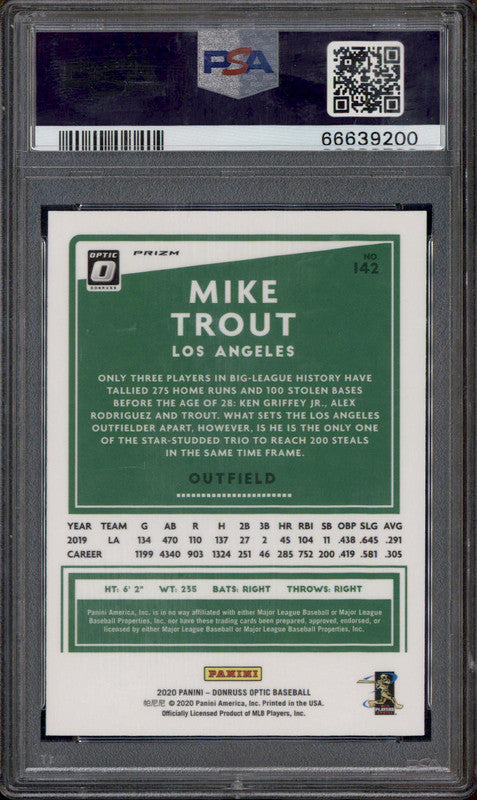 PSA
66639200
OPTIC
DONRUSS
PRIZM
NO
142
MIKE
TROUT
LOS ANGELES
ONLY THREE PLAYERS IN BIG-LEAGUE HISTORY HAVE
TALLIED 275 HOME RUNS AND 100 STOLEN BASES
BEFORE THE AGE OF 28: KEN GRIFFEY JR., ALEX
RODRIGUEZ AND TROUT. WHAT SETS THE LOS ANGELES
OUTFIELDER APART, HOWEVER, IS HE IS THE ONLY ONE
OF THE STAR-STUDDED TRIO TO REACH 200 STEALS
IN THE SAME TIME FRAME.
OUTFIELD
YEAR TEAM G AB R H 2B 3B HR RBI SB OBP SLG AVG
2019 LA 134 470 110 137 27 2 45 104 11 .438 .645 .291
CAREER 1199 4340 903 1324 251 46 285 752 200 .419 .581 .305
HT: 6' 2" WT: 235 BATS: RIGHT THROWS: RIGHT
Panini America, Inc. is in no way affiliated with either Major League Baseball or Major League
Baseball Properties, Inc., nor have these trading cards been prepared, approved, endorsed, or
licensed by either Major League Baseball or Major League Baseball Properties, Inc.
PANINI
2020 PANINI – DONRUSS OPTIC BASEBALL
帕尼尼 © 2020 Panini America, Inc. Printed in the USA.
Officially Licensed Product of MLB Players, Inc.
PLAYERS